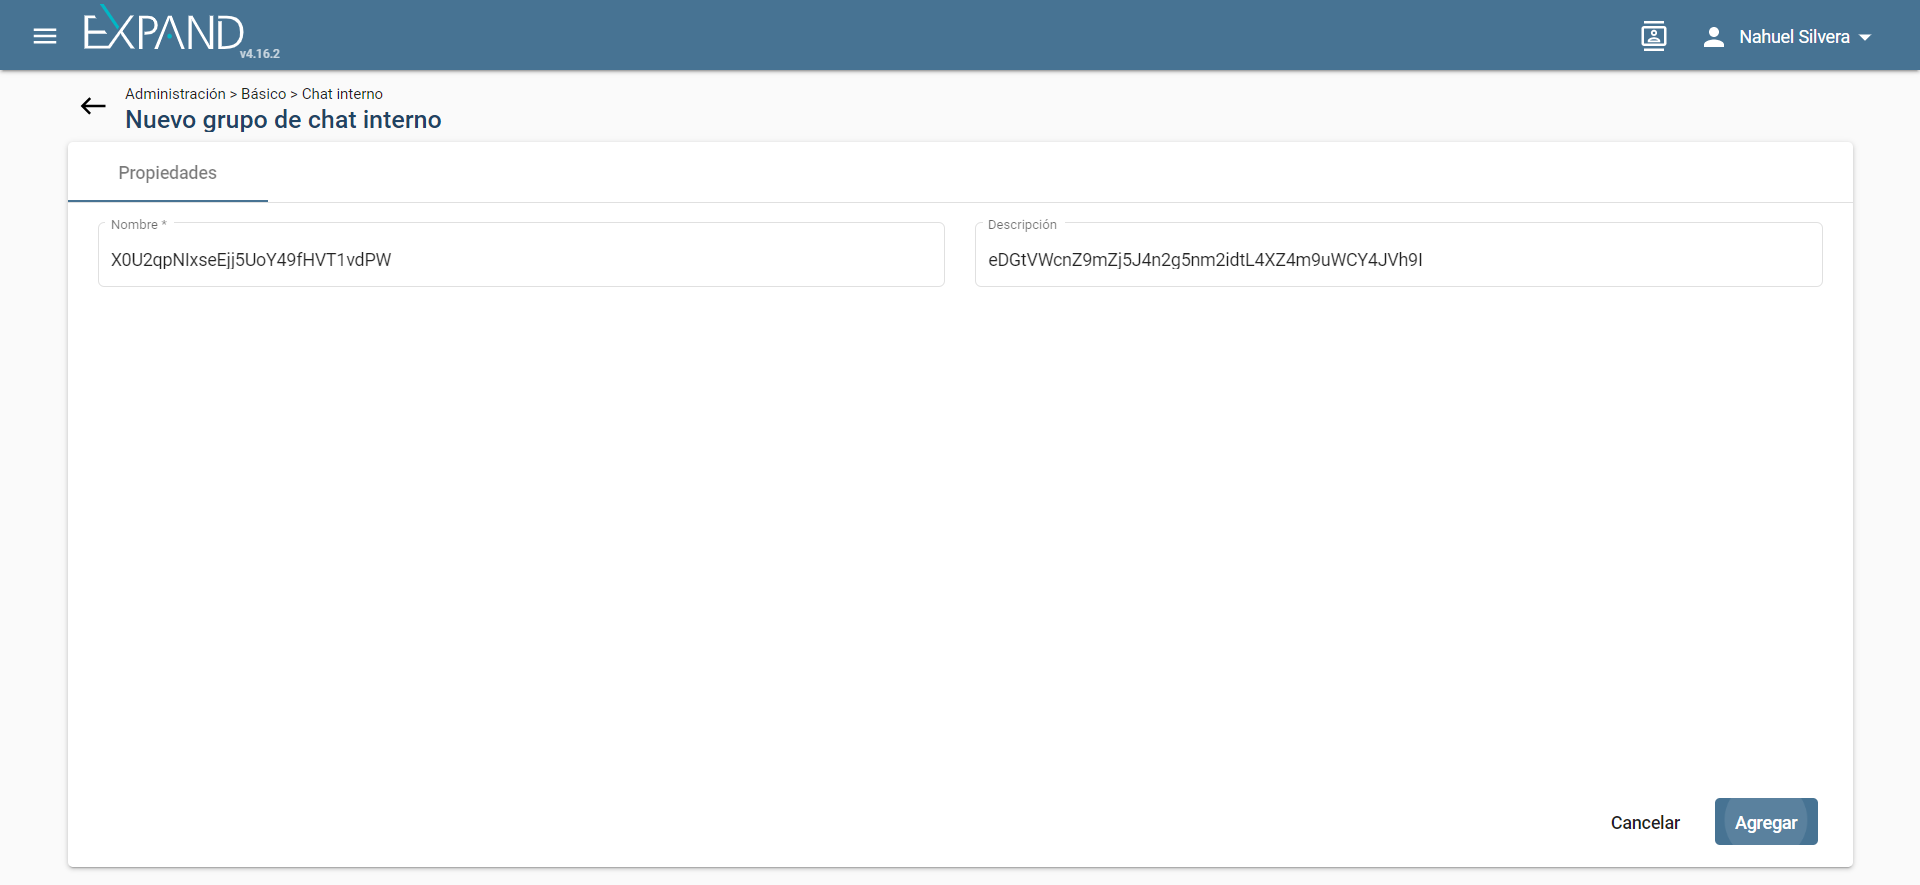 EXPAND
v4.16.2
Nahuel Silvera
Administración > Básico > Chat interno
Nuevo grupo de chat interno
Propiedades
Nombre *
X0U2qpNIxseEjj5UoY49fHVT1vdPW
Descripción
eDGtVWcnZ9mZj5J4n2g5nm2idtL4XZ4m9uWCY4JVh9I
Cancelar
Agregar